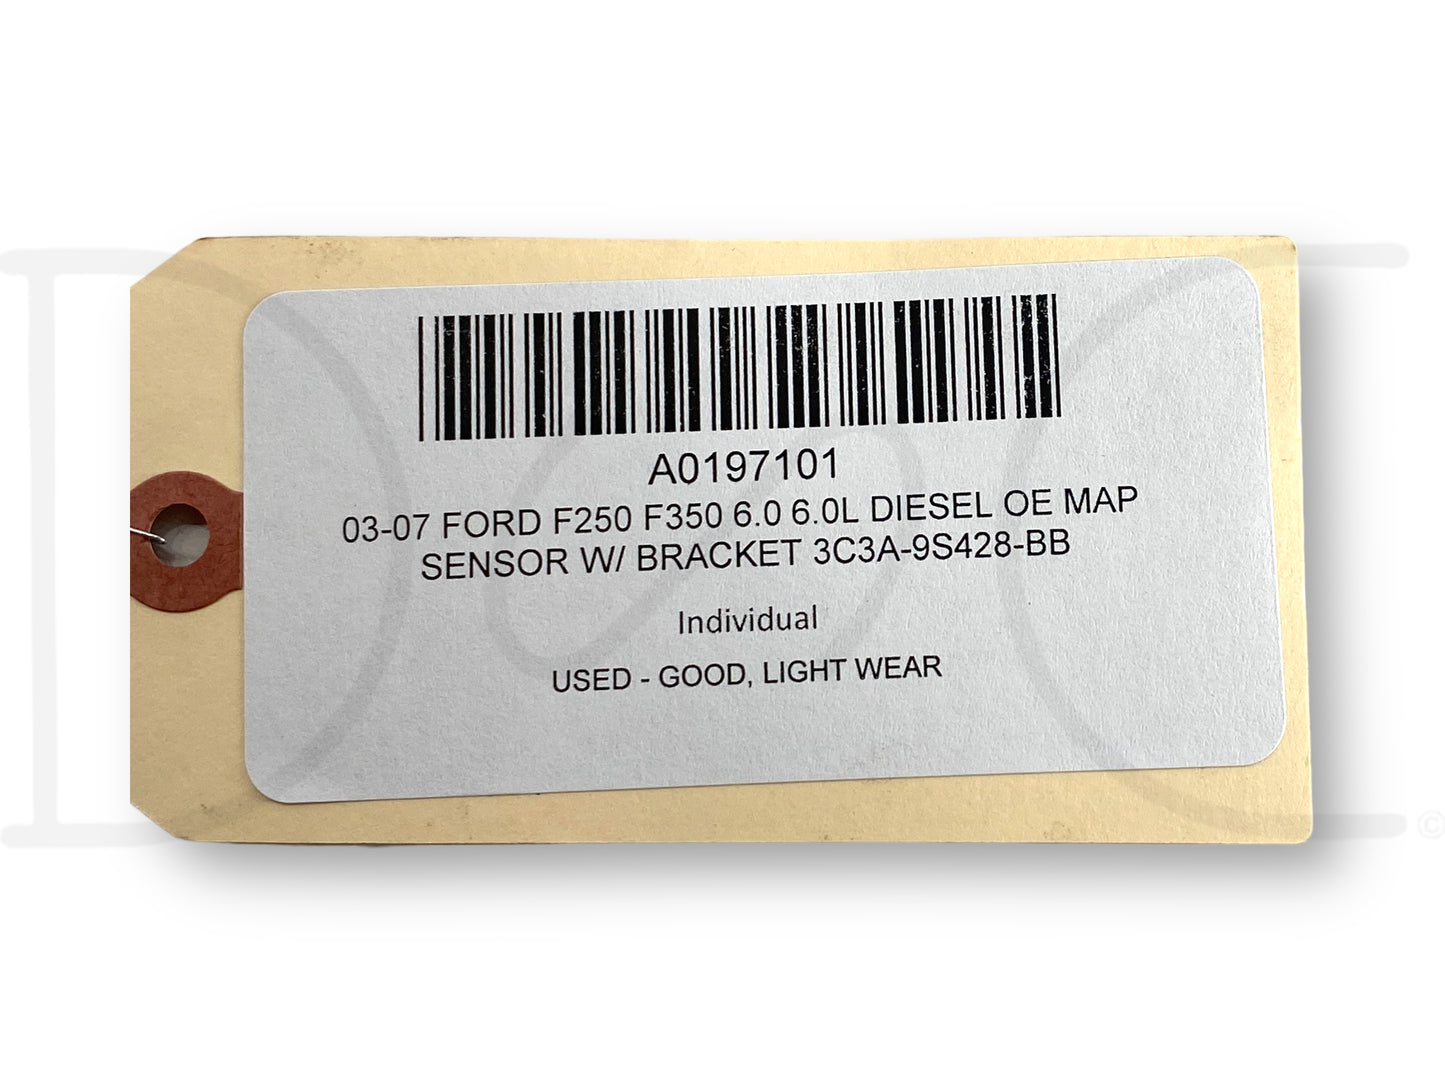 A0197101
03-07 FORD F250 F350 6.0 6.0L DIESEL OE MAP
SENSOR W/ BRACKET 3C3A-9S428-BB
Individual
USED - GOOD, LIGHT WEAR
©